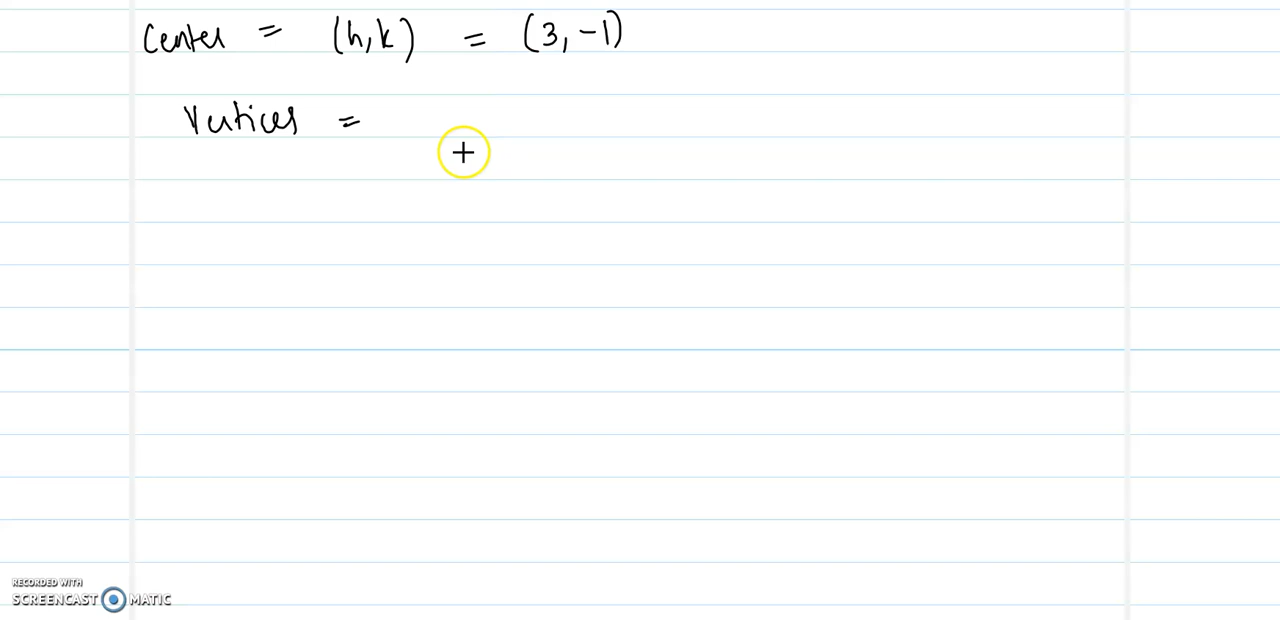 Center = (h,k) = (3,-1)
Vertices =
RECORDED WITH
SCREENCAST MATIC